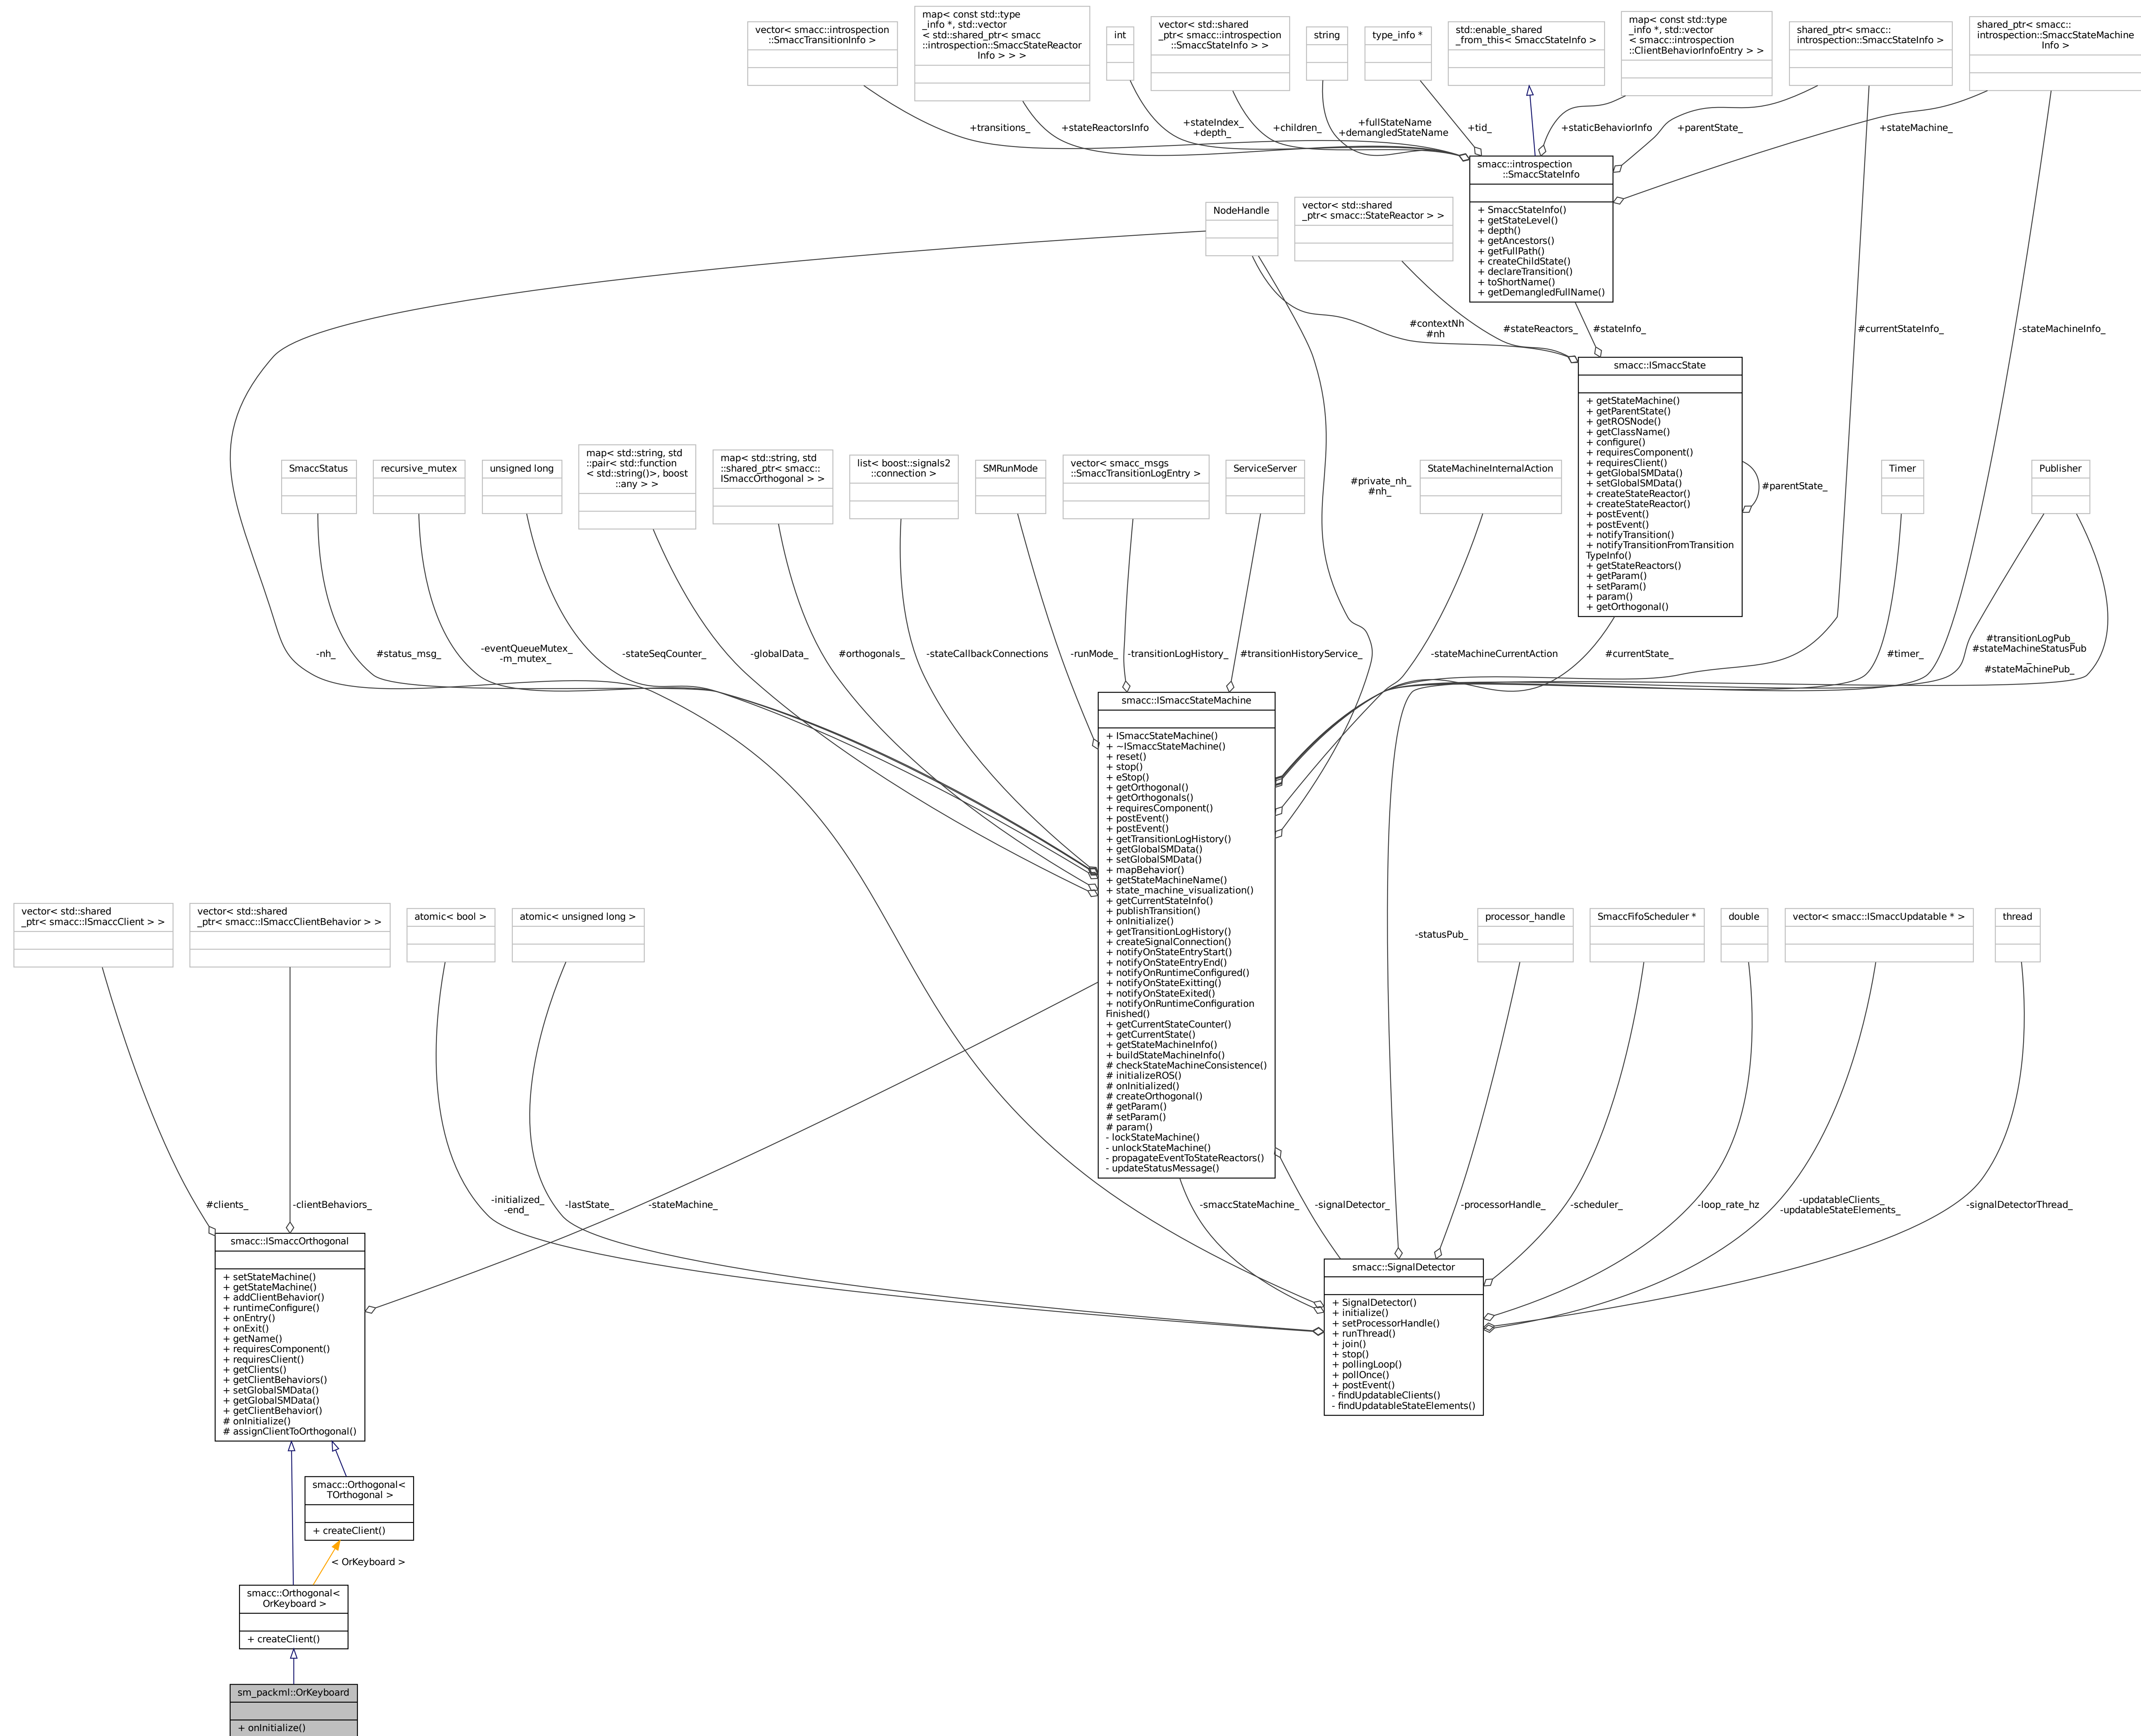 vector< smacc::introspection
::SmaccTransitionInfo >
map< const std::type
_info *, std::vector
< std::shared_ptr< smacc
::introspection::SmaccStateReactor
Info > > >
int
vector< std::shared
_ptr< smacc::introspection
::SmaccStateInfo > >
string
type_info *
std::enable_shared
_from_this< SmaccStateInfo >
map< const std::type
_info *, std::vector
< smacc::introspection
::ClientBehaviorInfoEntry > >
shared_ptr< smacc::
introspection::SmaccStateInfo >
shared_ptr< smacc::
introspection::SmaccStateMachine
Info >
+transitions_
+stateReactorsInfo
+stateIndex_
+depth_
+children_
+fullStateName
+demangledStateName
+tid_
+staticBehaviorInfo
+parentState_
+stateMachine_
smacc::introspection
::SmaccStateInfo
+ SmaccStateInfo()
+ getStateLevel()
+ depth()
+ getAncestors()
+ getFullPath()
+ createChildState()
+ declareTransition()
+ toShortName()
+ getDemangledFullName()
NodeHandle
vector< std::shared
_ptr< smacc::StateReactor > >
#contextNh
#nh
#stateReactors_
#stateInfo_
#currentStateInfo_
-stateMachineInfo_
smacc::ISmaccState
+ getStateMachine()
+ getParentState()
+ getROSNode()
+ getClassName()
+ configure()
+ requiresComponent()
+ requiresClient()
+ getGlobalSMData()
+ setGlobalSMData()
+ createStateReactor()
+ createStateReactor()
+ postEvent()
+ postEvent()
+ notifyTransition()
+ notifyTransitionFromTransition
TypeInfo()
+ getStateReactors()
+ getParam()
+ setParam()
+ param()
+ getOrthogonal()
#parentState_
SmaccStatus
recursive_mutex
unsigned long
map< std::string, std
::pair< std::function
< std::string()>, boost
::any > >
map< std::string, std
::shared_ptr< smacc::
ISmaccOrthogonal > >
list< boost::signals2
::connection >
SMRunMode
vector< smacc_msgs
::SmaccTransitionLogEntry >
ServiceServer
#private_nh_
#nh_
StateMachineInternalAction
Timer
Publisher
-nh_
#status_msg_
-eventQueueMutex_
-m_mutex_
-stateSeqCounter_
-globalData_
#orthogonals_
-stateCallbackConnections
-runMode_
-transitionLogHistory_
#transitionHistoryService_
-stateMachineCurrentAction
#currentState_
#timer_
#transitionLogPub_
#stateMachineStatusPub
_
#stateMachinePub_
smacc::ISmaccStateMachine
+ ISmaccStateMachine()
+ ~ISmaccStateMachine()
+ reset()
+ stop()
+ eStop()
+ getOrthogonal()
+ getOrthogonals()
+ requiresComponent()
+ postEvent()
+ postEvent()
+ getTransitionLogHistory()
+ getGlobalSMData()
+ setGlobalSMData()
+ mapBehavior()
+ getStateMachineName()
+ state_machine_visualization()
+ getCurrentStateInfo()
+ publishTransition()
+ onInitialize()
+ getTransitionLogHistory()
+ createSignalConnection()
+ notifyOnStateEntryStart()
+ notifyOnStateEntryEnd()
+ notifyOnRuntimeConfigured()
+ notifyOnStateExitting()
+ notifyOnStateExited()
+ notifyOnRuntimeConfiguration
Finished()
+ getCurrentStateCounter()
+ getCurrentState()
+ getStateMachineInfo()
+ buildStateMachineInfo()
# checkStateMachineConsistence()
# initializeROS()
# onInitialized()
# createOrthogonal()
# getParam()
# setParam()
# param()
- lockStateMachine()
- unlockStateMachine()
- propagateEventToStateReactors()
- updateStatusMessage()
vector< std::shared
_ptr< smacc::ISmaccClient > >
vector< std::shared
_ptr< smacc::ISmaccClientBehavior > >
atomic< bool >
atomic< unsigned long >
-statusPub_
processor_handle
SmaccFifoScheduler *
double
vector< smacc::ISmaccUpdatable * >
thread
#clients_
-clientBehaviors_
-initialized_
-end_
-lastState_
-stateMachine_
-smaccStateMachine_
-signalDetector_
-processorHandle_
-scheduler_
-loop_rate_hz
-updatableClients_
-updatableStateElements_
-signalDetectorThread_
smacc::ISmaccOrthogonal
+ setStateMachine()
+ getStateMachine()
+ addClientBehavior()
+ runtimeConfigure()
+ onEntry()
+ onExit()
+ getName()
+ requiresComponent()
+ requiresClient()
+ getClients()
+ getClientBehaviors()
+ setGlobalSMData()
+ getGlobalSMData()
+ getClientBehavior()
# onInitialize()
# assignClientToOrthogonal()
smacc::SignalDetector
+ SignalDetector()
+ initialize()
+ setProcessorHandle()
+ runThread()
+ join()
+ stop()
+ pollingLoop()
+ pollOnce()
+ postEvent()
- findUpdatableClients()
- findUpdatableStateElements()
smacc::Orthogonal<
TOrthogonal >
+ createClient()
< OrKeyboard >
smacc::Orthogonal<
OrKeyboard >
+ createClient()
sm_packml::OrKeyboard
+ onInitialize()